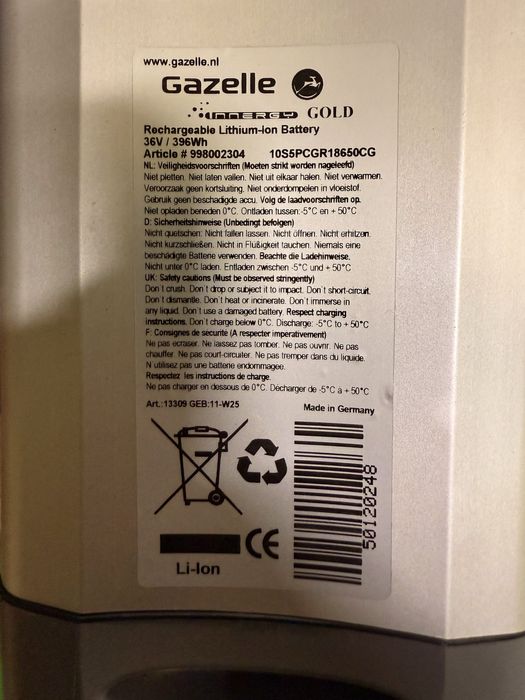 www.gazelle.nl
Gazelle
INNERGY GOLD
Rechargeable Lithium-Ion Battery
36V / 396Wh
Article # 998002304 10S5PCGR18650CG
NL: Veiligheidsvoorschriften (Moeten strikt worden nageleefd)
Niet pletten. Niet laten vallen. Niet uit elkaar halen. Niet verwarmen.
Veroorzaak geen kortsluiting. Niet onderdompelen in vloeistof.
Gebruik geen beschadigde accu. Volg de laadvoorschriften op.
Niet opladen beneden 0°C. Ontladen tussen -5°C en + 50°C
D: Sicherheitshinweise (Unbedingt befolgen)
Nicht quetschen. Nicht fallen lassen. Nicht öffnen. Nicht erhitzen.
Nicht kurzschließen. Nicht in Flüßigkeit tauchen. Niemals eine
beschädigte Batterie verwenden. Beachte die Ladehinweise.
Nicht unter 0°C laden. Entladen zwischen -5°C und + 50°C
UK: Safety cautions (Must be observed stringently)
Don't crush. Don't drop or subject it to impact. Don't short-circuit.
Don't dismantle. Don't heat or incinerate. Don't immerse in
any liquid. Don't use a damaged battery. Respect charging
instructions. Don't charge below 0°C. Discharge: -5°C to + 50°C
F: Consignes de securité (A respecter imperativement)
Ne pas ecraser. Ne laissez pas tomber. Ne pas ouvrir. Ne pas
chauffer. Ne pas court-circuiter. Ne pas tremper dans du liquide.
N utilisez pas une batterie endommagee.
Respectez les instructions de charge.
Ne pas charger en dessous de 0°C. Décharger de -5°C à + 50°C
Art.:13309 GEB:11-W25
Made in Germany
50120248
CE
Li-Ion